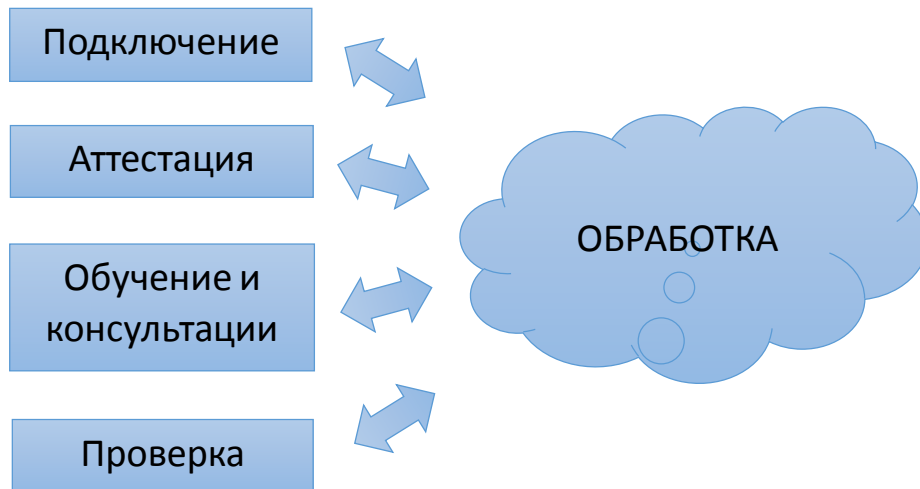 Подключение
Аттестация
Обучение и
консультации
Проверка
ОБРАБОТКА